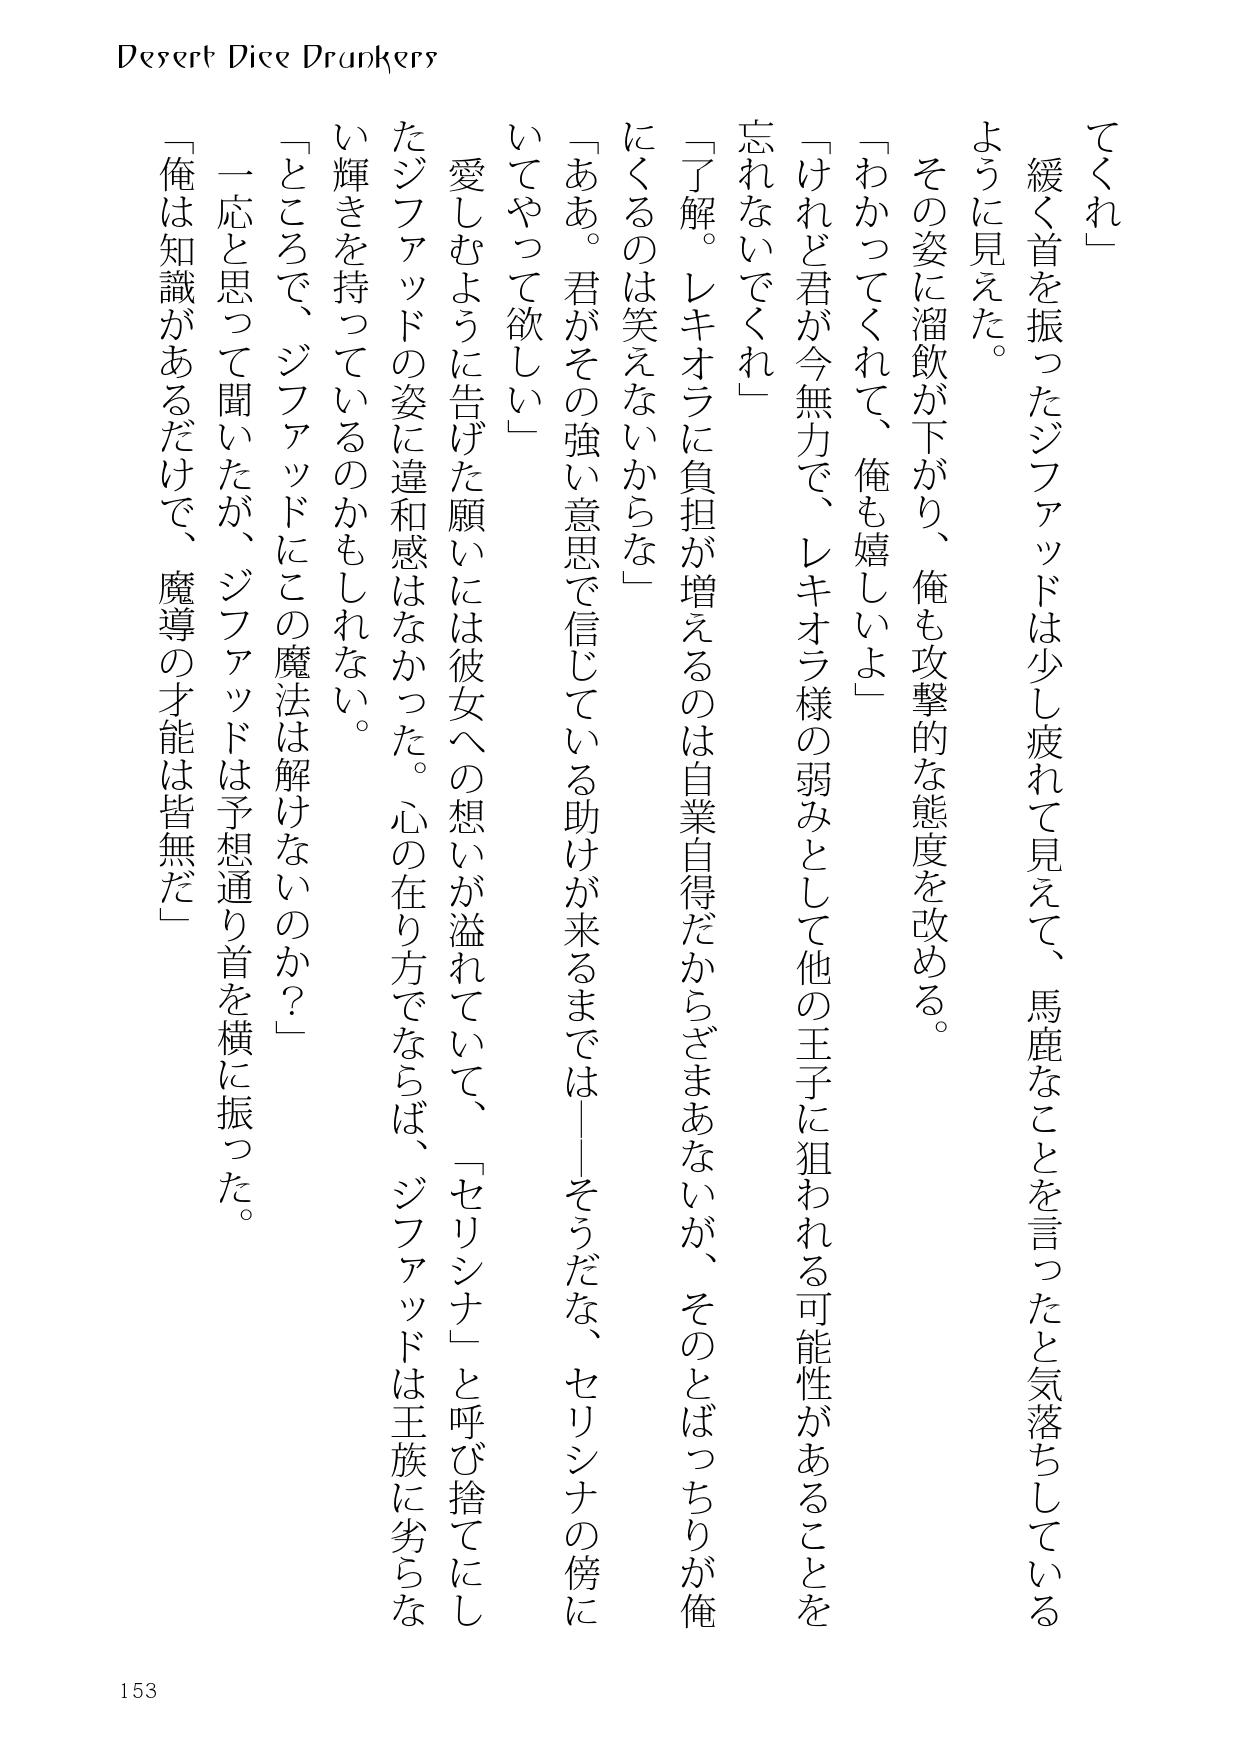 Desert Dice Drunkers
てくれ」
　緩く首を振ったジファッドは少し疲れて見えて、馬鹿なことを言ったと気落ちしている
ように見えた。
　その姿に溜飲が下がり、俺も攻撃的な態度を改める。
「わかってくれて、俺も嬉しいよ」
「けれど君が今無力で、レキオラ様の弱みとして他の王子に狙われる可能性があることを
忘れないでくれ」
「了解。レキオラに負担が増えるのは自業自得だからざまあないが、そのとばっちりが俺
にくるのは笑えないからな」
「ああ。君がその強い意思で信じている助けが来るまでは――そうだな、セリシナの傍に
いてやって欲しい」
　愛しむように告げた願いには彼女への想いが溢れていて、「セリシナ」と呼び捨てにし
たジファッドの姿に違和感はなかった。心の在り方でならば、ジファッドは王族に劣らな
い輝きを持っているのかもしれない。
「ところで、ジファッドにこの魔法は解けないのか？」
　一応と思って聞いたが、ジファッドは予想通り首を横に振った。
「俺は知識があるだけで、魔導の才能は皆無だ」
153